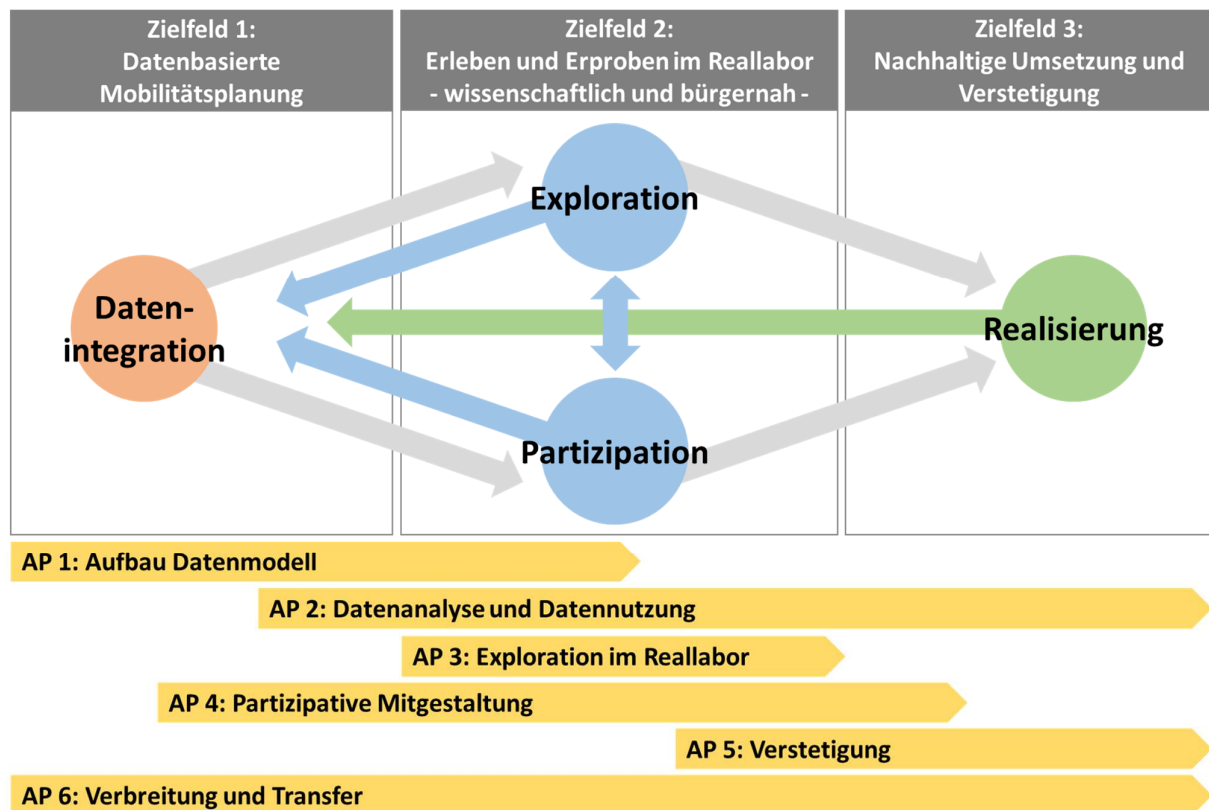 Zielfeld 1:
Datenbasierte
Mobilitätsplanung
Zielfeld 2:
Erleben und Erproben im Reallabor
- wissenschaftlich und bürgernah -
Zielfeld 3:
Nachhaltige Umsetzung und
Verstetigung
Exploration
Daten-
integration
Realisierung
Partizipation
AP 1: Aufbau Datenmodell
AP 2: Datenanalyse und Datennutzung
AP 3: Exploration im Reallabor
AP 4: Partizipative Mitgestaltung
AP 5: Verstetigung
AP 6: Verbreitung und Transfer